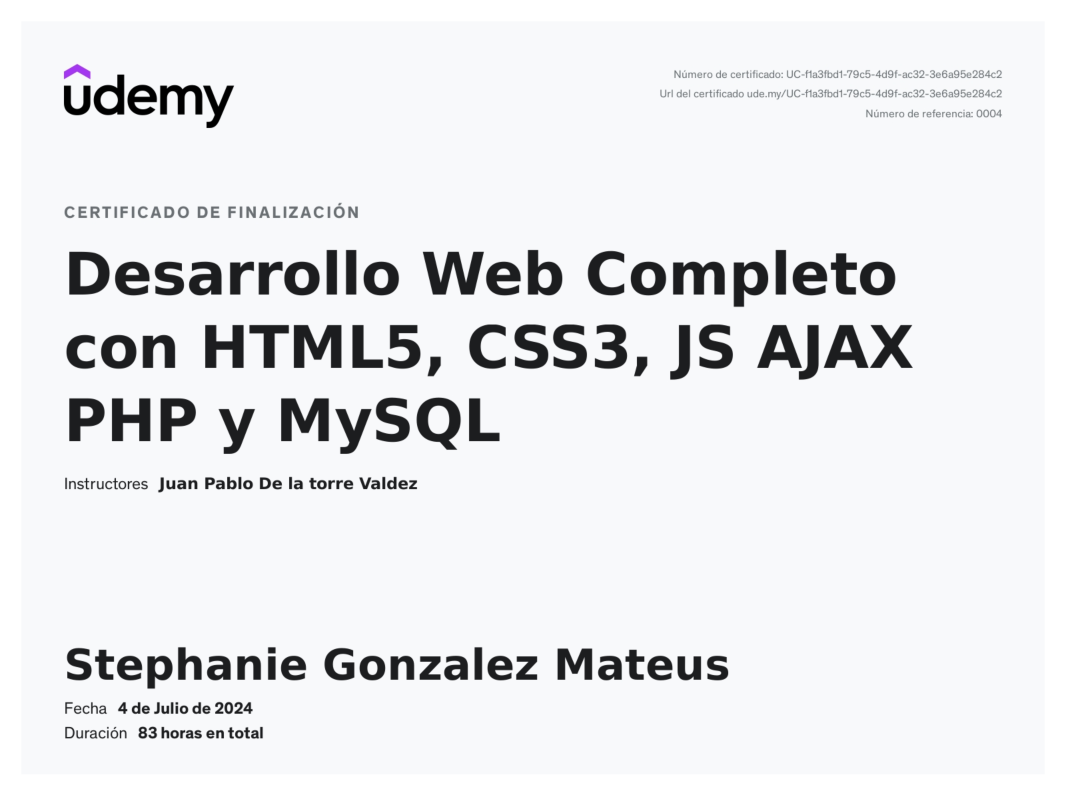 udemy
Número de certificado: UC-f1a3fbd1-79c5-4d9f-ac32-3e6a95e284c2
Url del certificado ude.my/UC-f1a3fbd1-79c5-4d9f-ac32-3e6a95e284c2
Número de referencia: 0004
CERTIFICADO DE FINALIZACIÓN
Desarrollo Web Completo
con HTML5, CSS3, JS AJAX
PHP y MySQL
Instructores Juan Pablo De la torre Valdez
Stephanie Gonzalez Mateus
Fecha 4 de Julio de 2024
Duración 83 horas en total